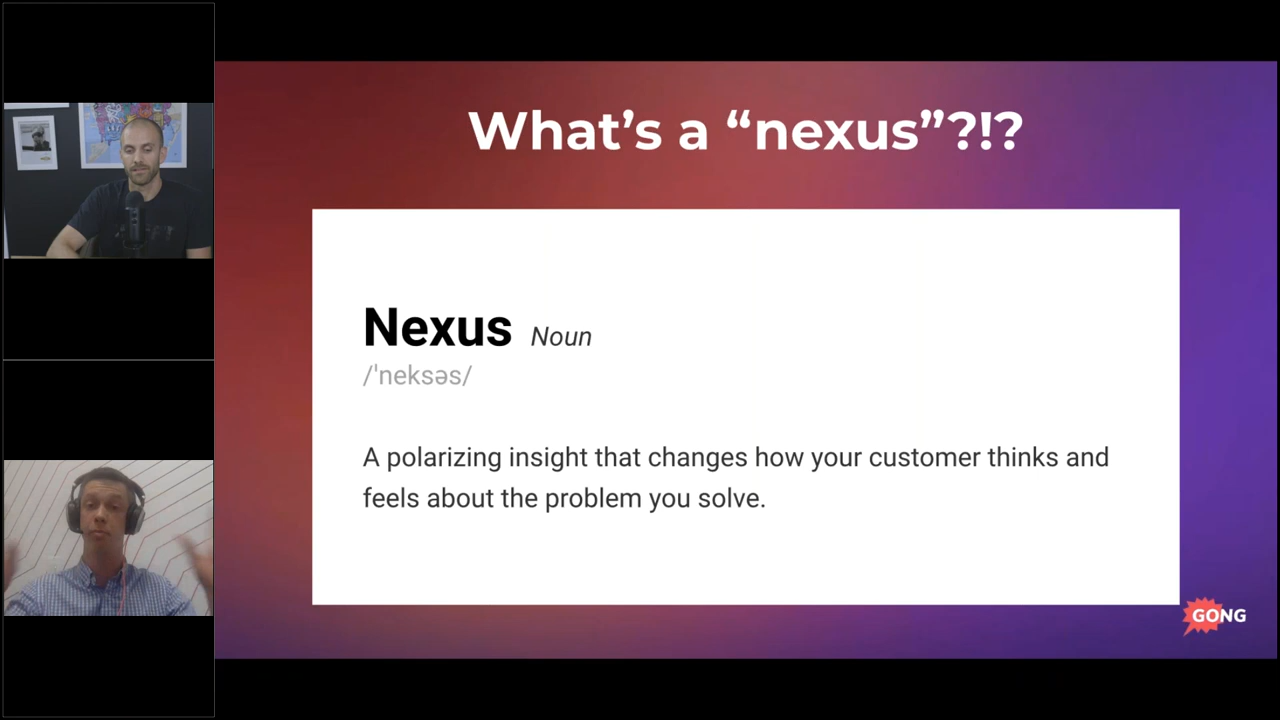 What’s a “nexus”?!?
Nexus Noun
/ˈneksəs/
A polarizing insight that changes how your customer thinks and
feels about the problem you solve.
GONG